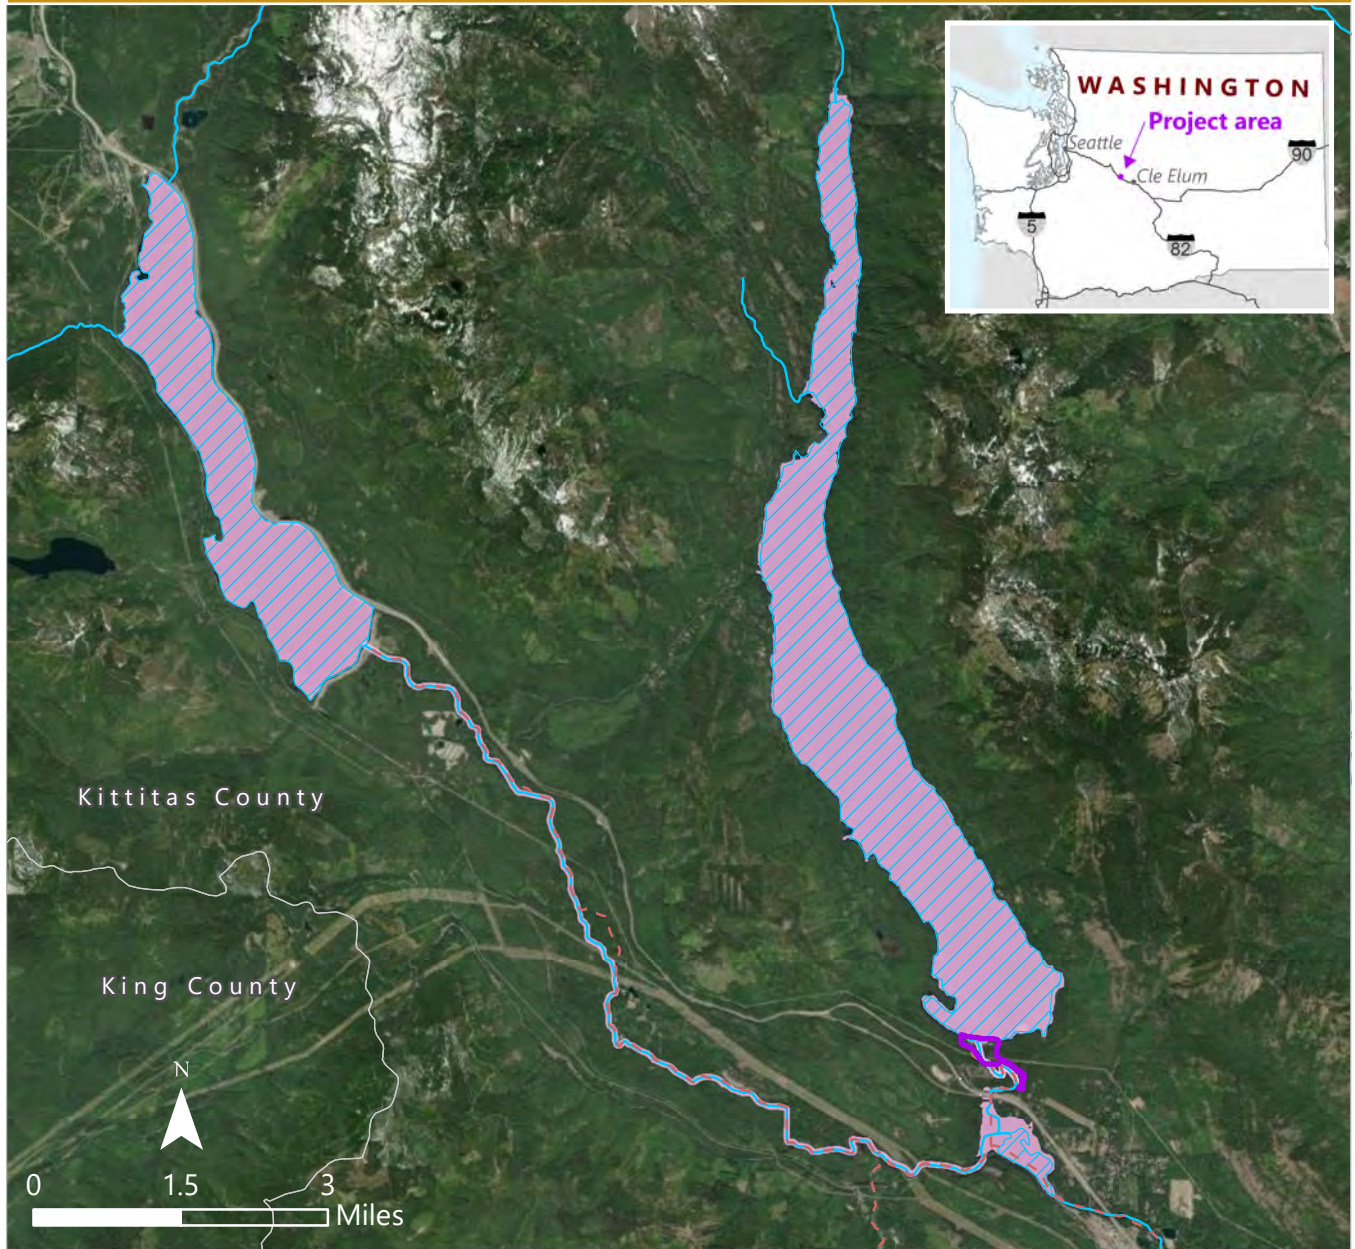 WASHINGTON
Project area
Seattle
90
Cle Elum
5
82
Kittitas County
King County
N
0 1.5 3
Miles